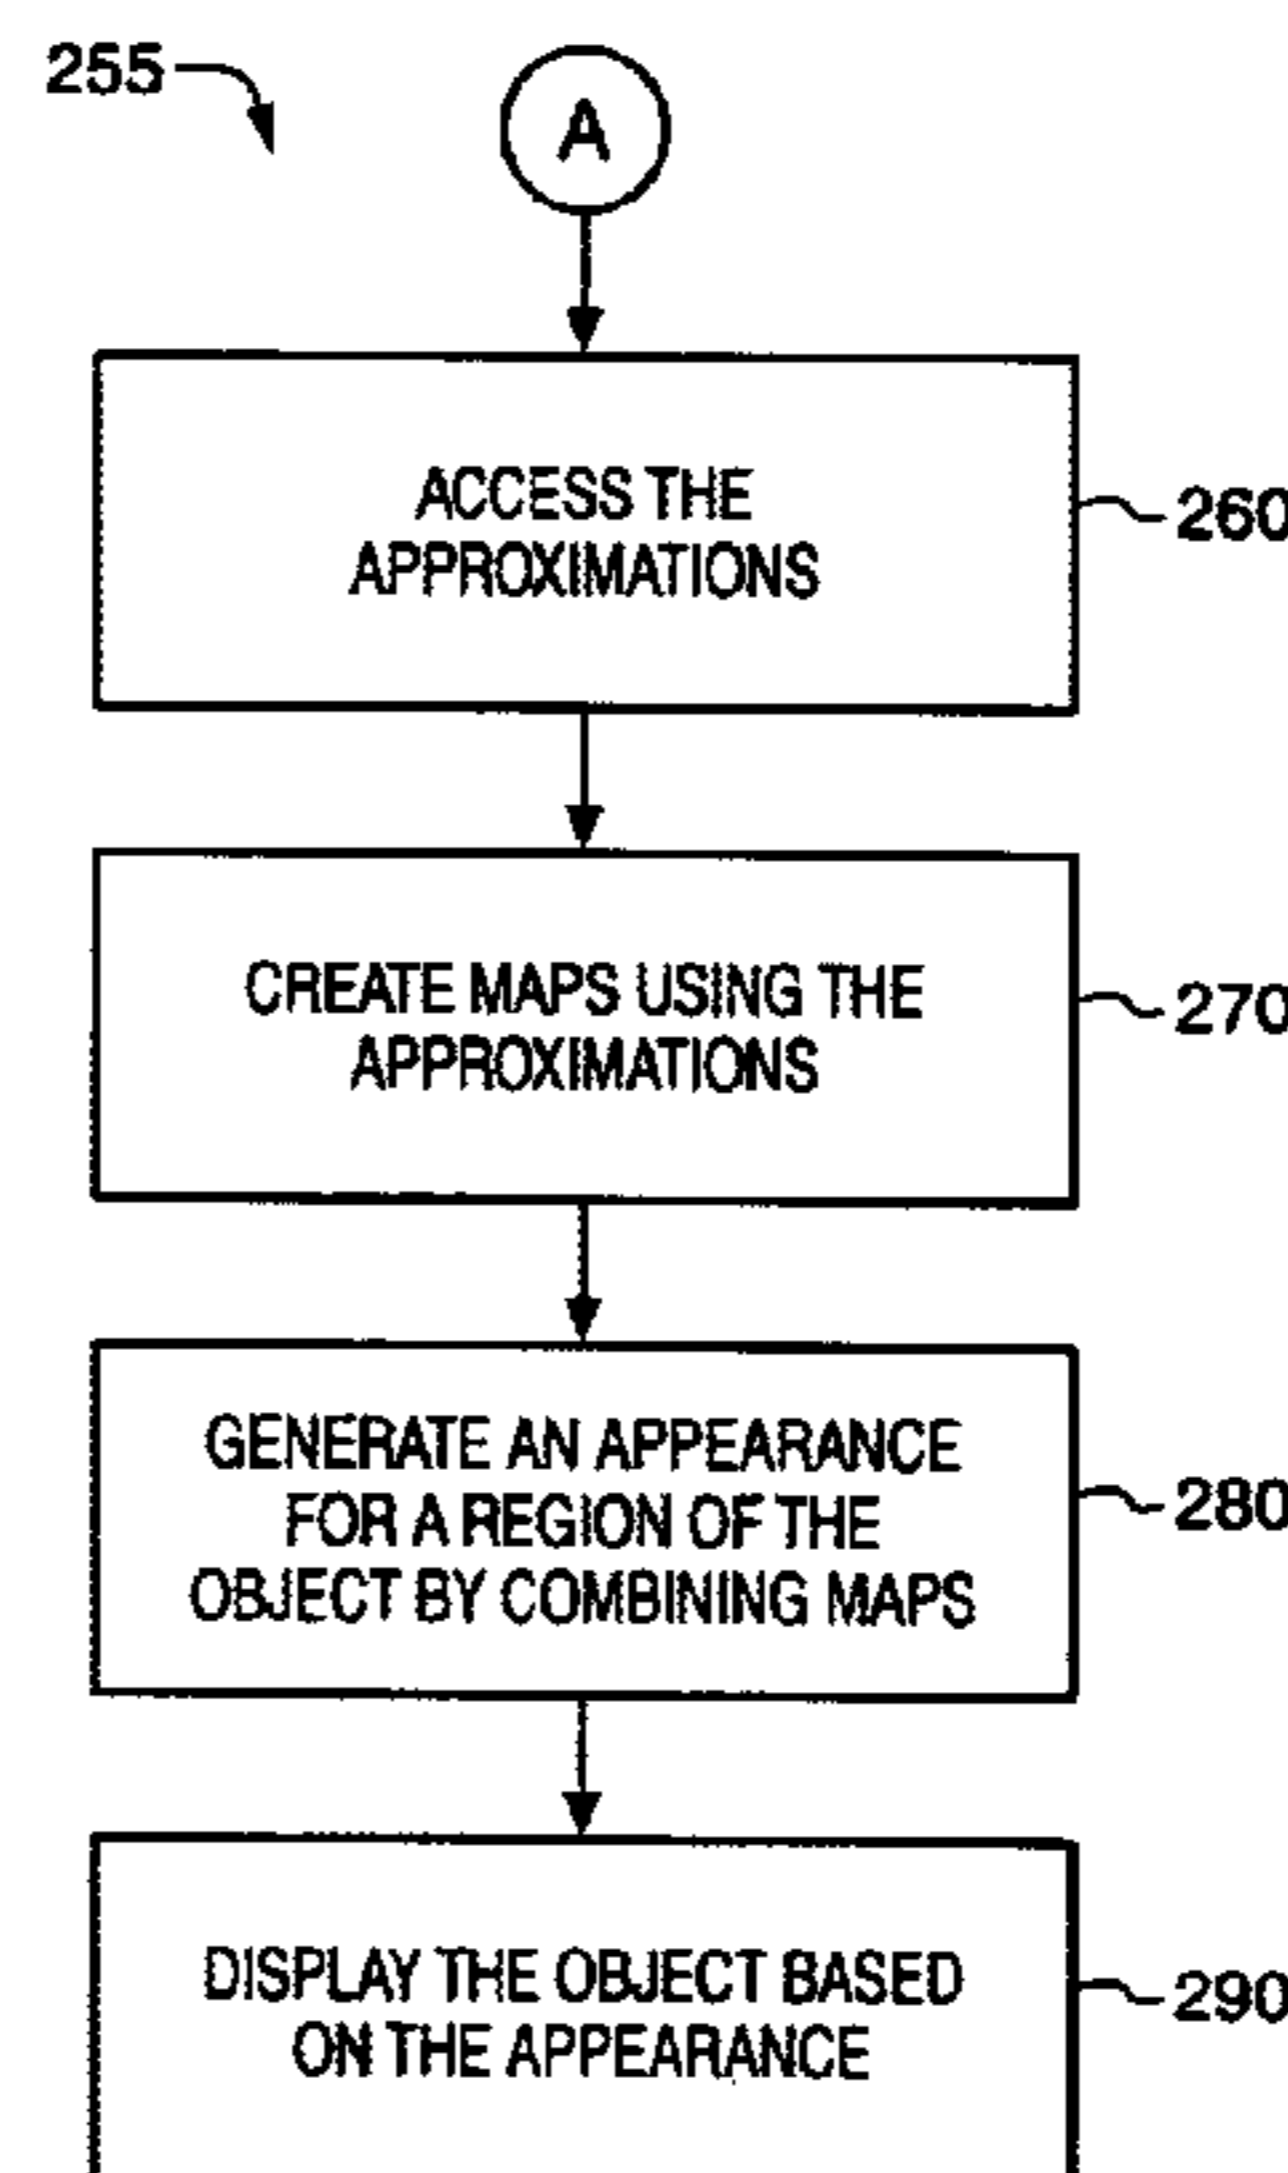 255
A
ACCESS THE
APPROXIMATIONS
260
CREATE MAPS USING THE
APPROXIMATIONS
270
GENERATE AN APPEARANCE
FOR A REGION OF THE
OBJECT BY COMBINING MAPS
280
DISPLAY THE OBJECT BASED
ON THE APPEARANCE
290